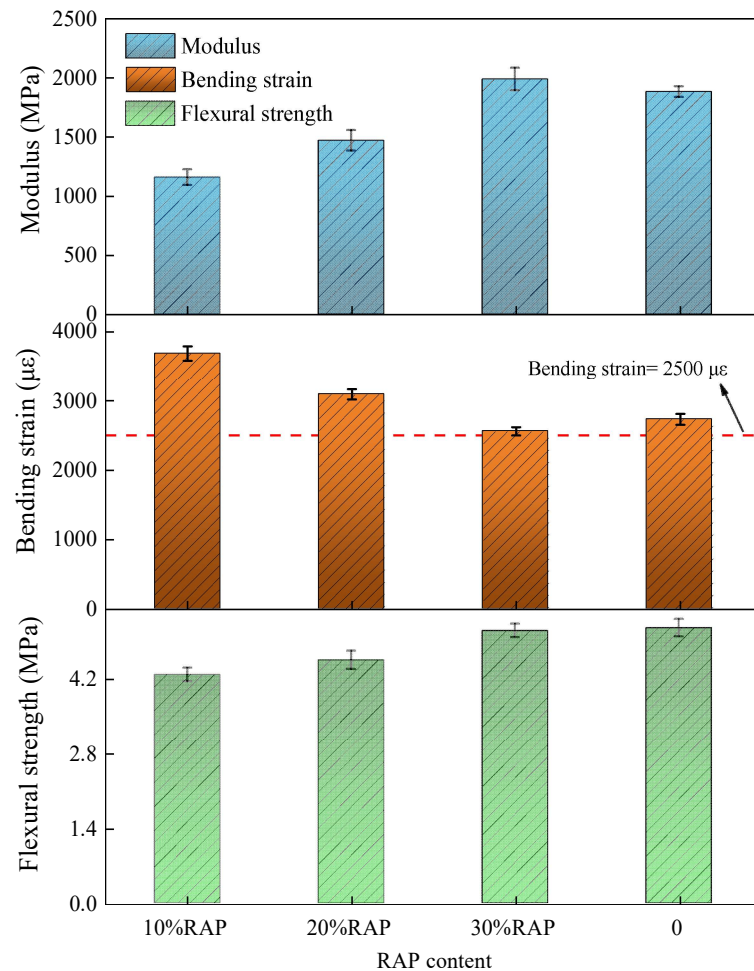 2500
2000
1500
1000
500
0
Modulus (MPa)
Modulus
Bending strain
Flexural strength
4000
3000
2000
1000
0
Bending strain (με)
Bending strain= 2500 με
4.2
2.8
1.4
0.0
Flexural strength (MPa)
10%RAP 20%RAP 30%RAP 0
RAP content